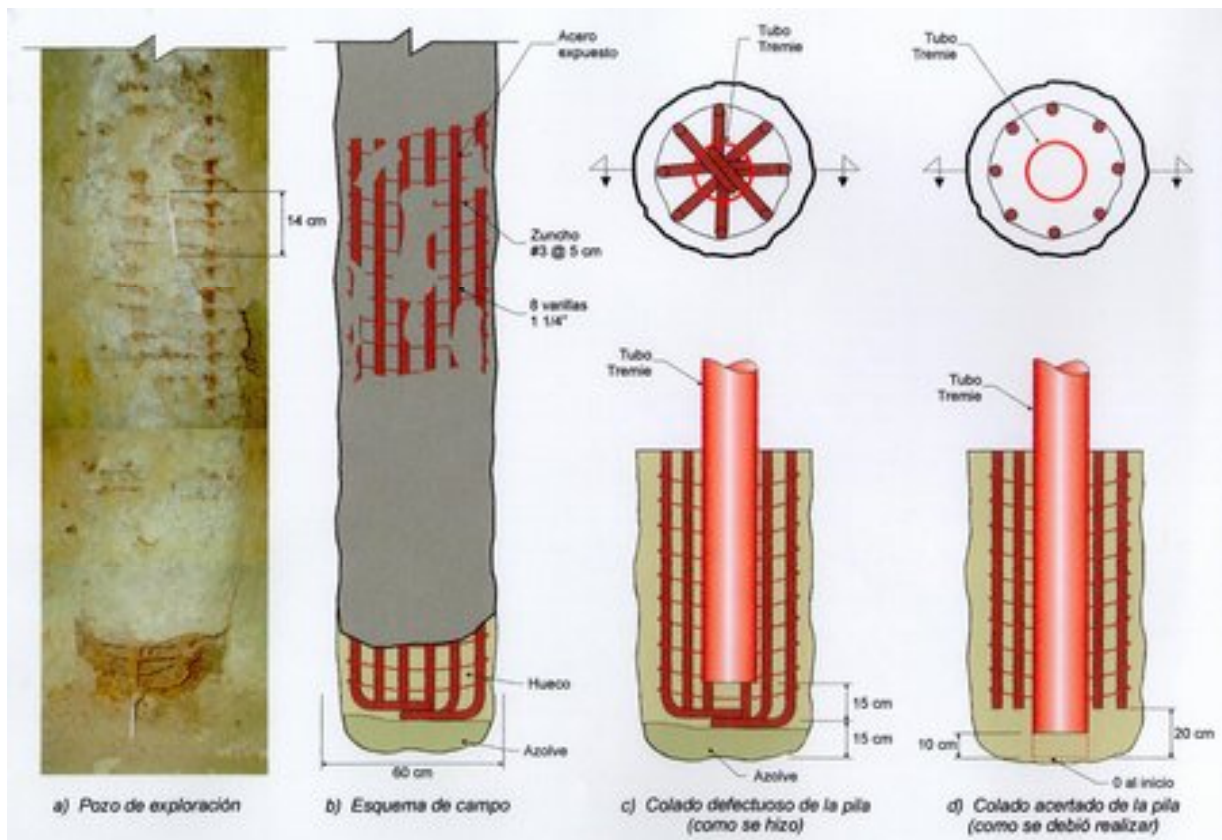 14 cm
a) Pozo de exploración
Acero
expuesto
Zuncho
#3 @ 5 cm
8 varillas
1 1/4"
Hueco
Azolve
60 cm
b) Esquema de campo
Tubo
Tremie
Tubo
Tremie
15 cm
15 cm
Azolve
c) Colado defectuoso de la pila
(como se hizo)
Tubo
Tremie
Tubo
Tremie
10 cm
20 cm
0 al inicio
d) Colado acertado de la pila
(como se debió realizar)